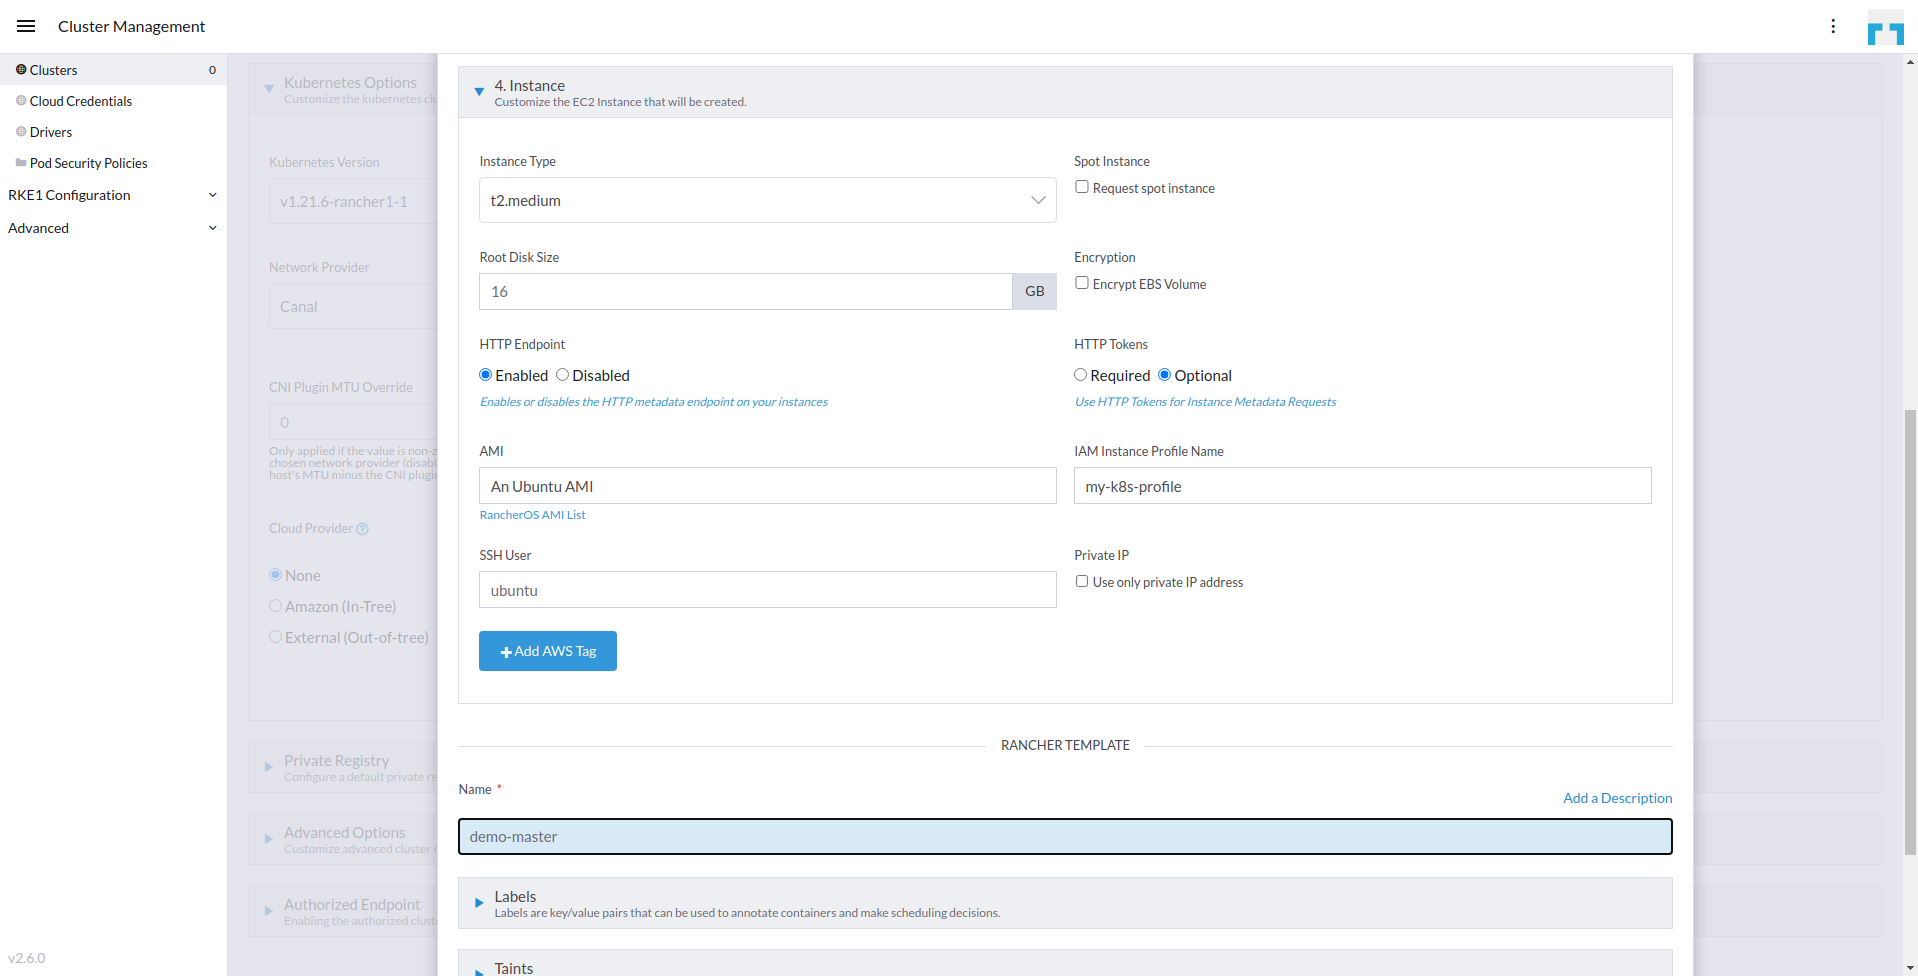 Cluster Management
Clusters 0
Cloud Credentials
Drivers
Pod Security Policies
RKE1 Configuration
Advanced
v2.6.0
Kubernetes Options
Customize the kubernetes clu
Kubernetes Version
v1.21.6-rancher1-1
Network Provider
Canal
CNI Plugin MTU Override
0
Only applied if the value is non-z
chosen network provider (disabl
host's MTU minus the CNI plugin
Cloud Provider ?
None
Amazon (In-Tree)
External (Out-of-tree)
Private Registry
Configure a default private re
Advanced Options
Customize advanced cluster
Authorized Endpoint
Enabling the authorized clust
4. Instance
Customize the EC2 Instance that will be created.
Instance Type
t2.medium
Spot Instance
Request spot instance
Root Disk Size
16 GB
Encryption
Encrypt EBS Volume
HTTP Endpoint
Enabled Disabled
Enables or disables the HTTP metadata endpoint on your instances
HTTP Tokens
Required Optional
Use HTTP Tokens for Instance Metadata Requests
AMI
An Ubuntu AMI
RancherOS AMI List
IAM Instance Profile Name
my-k8s-profile
SSH User
ubuntu
Private IP
Use only private IP address
+ Add AWS Tag
RANCHER TEMPLATE
Name *
Add a Description
demo-master
Labels
Labels are key/value pairs that can be used to annotate containers and make scheduling decisions.
Taints